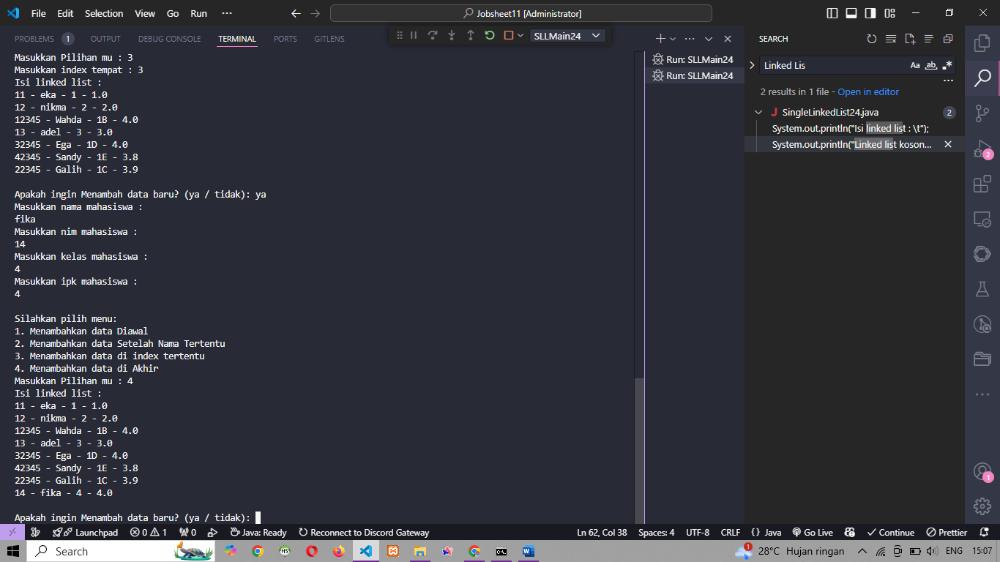 File Edit Selection View Go Run ··· Jobsheet11 [Administrator]
PROBLEMS 1 OUTPUT DEBUG CONSOLE TERMINAL PORTS GITLENS
SLLMain24
Masukkan Pilihan mu : 3
Masukkan index tempat : 3
Isi linked list :
11 - eka - 1 - 1.0
12 - nikma - 2 - 2.0
12345 - Wahda - 1B - 4.0
13 - adel - 3 - 3.0
32345 - Ega - 1D - 4.0
42345 - Sandy - 1E - 3.8
22345 - Galih - 1C - 3.9
Apakah ingin Menambah data baru? (ya / tidak): ya
Masukkan nama mahasiswa :
fika
Masukkan nim mahasiswa :
14
Masukkan kelas mahasiswa :
4
Masukkan ipk mahasiswa :
4
Silahkan pilih menu:
1. Menambahkan data Diawal
2. Menambahkan data Setelah Nama Tertentu
3. Menambahkan data di index tertentu
4. Menambahkan data di Akhir
Masukkan Pilihan mu : 4
Isi linked list :
11 - eka - 1 - 1.0
12 - nikma - 2 - 2.0
12345 - Wahda - 1B - 4.0
13 - adel - 3 - 3.0
32345 - Ega - 1D - 4.0
42345 - Sandy - 1E - 3.8
22345 - Galih - 1C - 3.9
14 - fika - 4 - 4.0
Apakah ingin Menambah data baru? (ya / tidak):
Run: SLLMain24
Run: SLLMain24
SEARCH
Linked Lis Aa ab .*
2 results in 1 file - Open in editor
J SingleLinkedList24.java 2
System.out.println("Isi linked list : \t");
System.out.println("Linked list koson...
2
1
Launchpad 0 1 0 Java: Ready Reconnect to Discord Gateway Ln 62, Col 38 Spaces: 4 UTF-8 CRLF {} Java Go Live Continue Prettier
Search HS 1 28°C Hujan ringan ENG 15:07